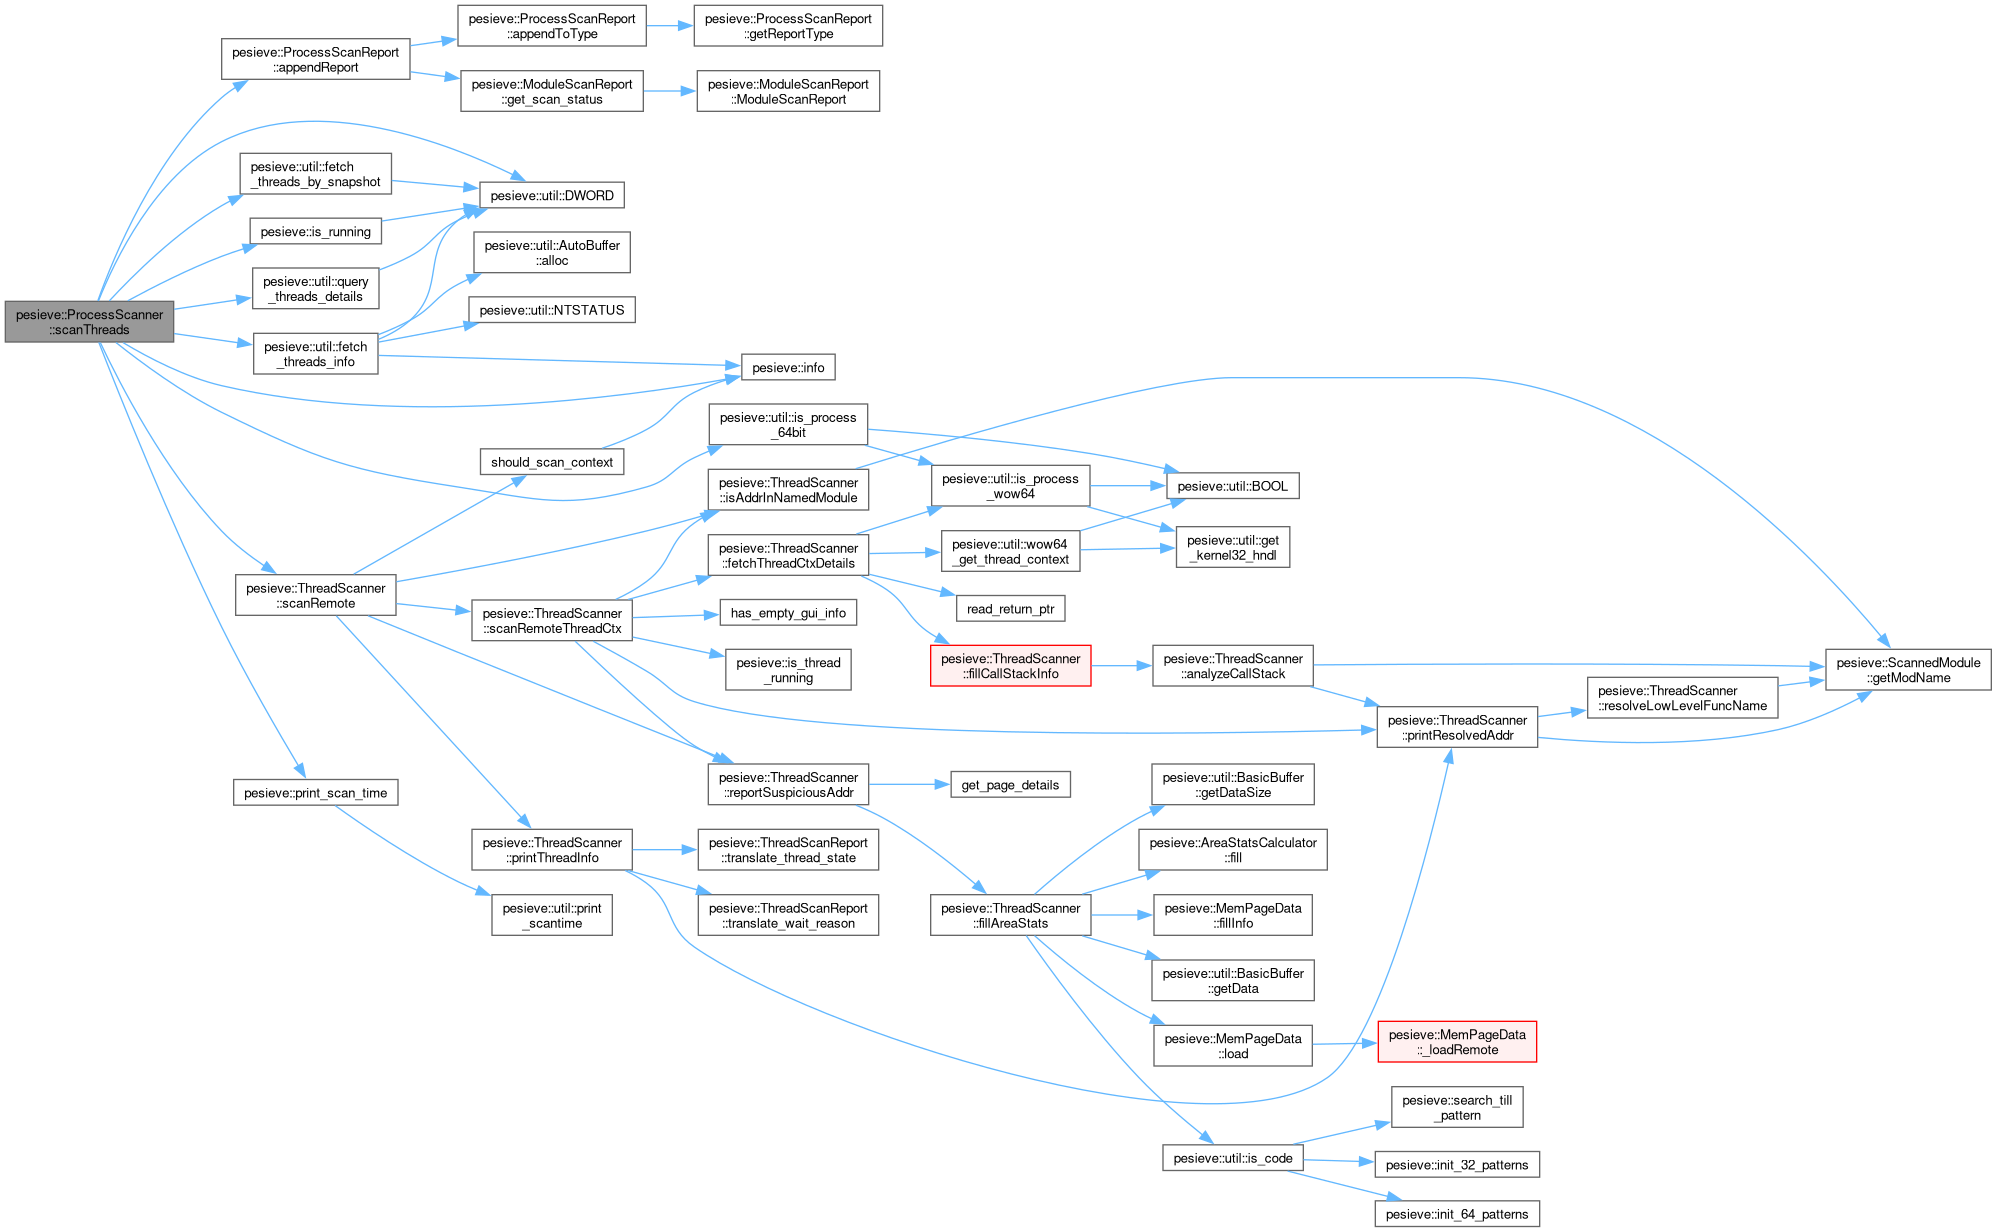 pesieve::ProcessScanner
::scanThreads
pesieve::ProcessScanReport
::appendReport
pesieve::ProcessScanReport
::appendToType
pesieve::ProcessScanReport
::getReportType
pesieve::ModuleScanReport
::get_scan_status
pesieve::ModuleScanReport
::ModuleScanReport
pesieve::util::fetch
_threads_by_snapshot
pesieve::util::DWORD
pesieve::is_running
pesieve::util::query
_threads_details
pesieve::util::AutoBuffer
::alloc
pesieve::util::NTSTATUS
pesieve::util::fetch
_threads_info
pesieve::info
pesieve::util::is_process
_64bit
should_scan_context
pesieve::ThreadScanner
::isAddrInNamedModule
pesieve::util::is_process
_wow64
pesieve::util::BOOL
pesieve::ThreadScanner
::fetchThreadCtxDetails
pesieve::util::wow64
_get_thread_context
pesieve::util::get
_kernel32_hndl
pesieve::ThreadScanner
::scanRemote
pesieve::ThreadScanner
::scanRemoteThreadCtx
has_empty_gui_info
read_return_ptr
pesieve::is_thread
_running
pesieve::ThreadScanner
::fillCallStackInfo
pesieve::ThreadScanner
::analyzeCallStack
pesieve::ScannedModule
::getModName
pesieve::ThreadScanner
::resolveLowLevelFuncName
pesieve::ThreadScanner
::printResolvedAddr
pesieve::print_scan_time
pesieve::ThreadScanner
::reportSuspiciousAddr
get_page_details
pesieve::util::BasicBuffer
::getDataSize
pesieve::ThreadScanner
::printThreadInfo
pesieve::ThreadScanReport
::translate_thread_state
pesieve::AreaStatsCalculator
::fill
pesieve::util::print
_scantime
pesieve::ThreadScanReport
::translate_wait_reason
pesieve::ThreadScanner
::fillAreaStats
pesieve::MemPageData
::fillInfo
pesieve::util::BasicBuffer
::getData
pesieve::MemPageData
::load
pesieve::MemPageData
::_loadRemote
pesieve::search_till
_pattern
pesieve::util::is_code
pesieve::init_32_patterns
pesieve::init_64_patterns